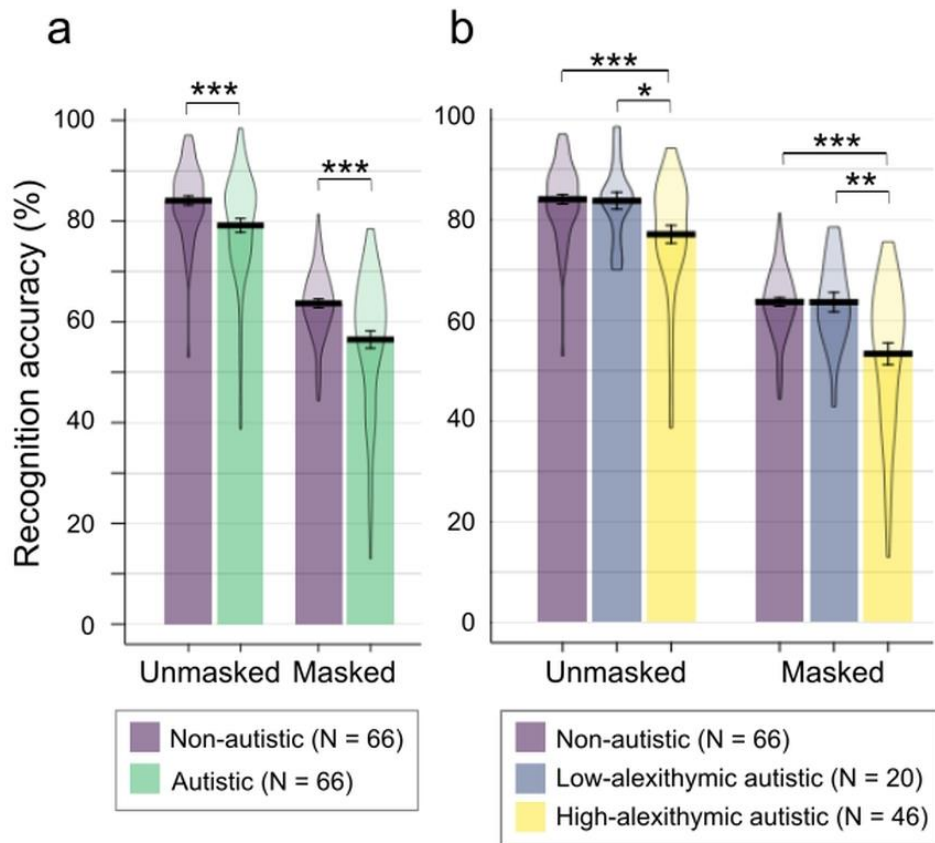 a
***
***
Recognition accuracy (%)
100
80
60
40
20
0
Unmasked Masked
Non-autistic (N = 66)
Autistic (N = 66)
b
***
*
***
**
100
80
60
40
20
0
Unmasked Masked
Non-autistic (N = 66)
Low-alexithymic autistic (N = 20)
High-alexithymic autistic (N = 46)